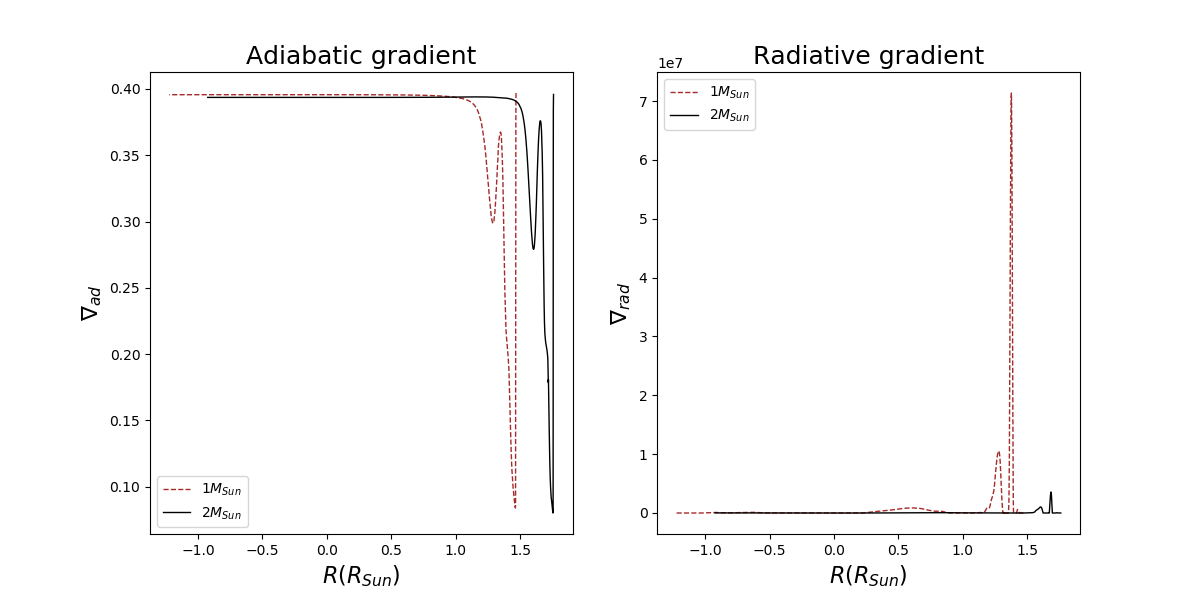 Adiabatic gradient
0.40
0.35
0.30
0.25
0.20
0.15
0.10
∇ad
1MSun
2MSun
−1.0 −0.5 0.0 0.5 1.0 1.5
R(RSun)
Radiative gradient
1e7
7
6
5
4
3
2
1
0
∇rad
1MSun
2MSun
−1.0 −0.5 0.0 0.5 1.0 1.5
R(RSun)